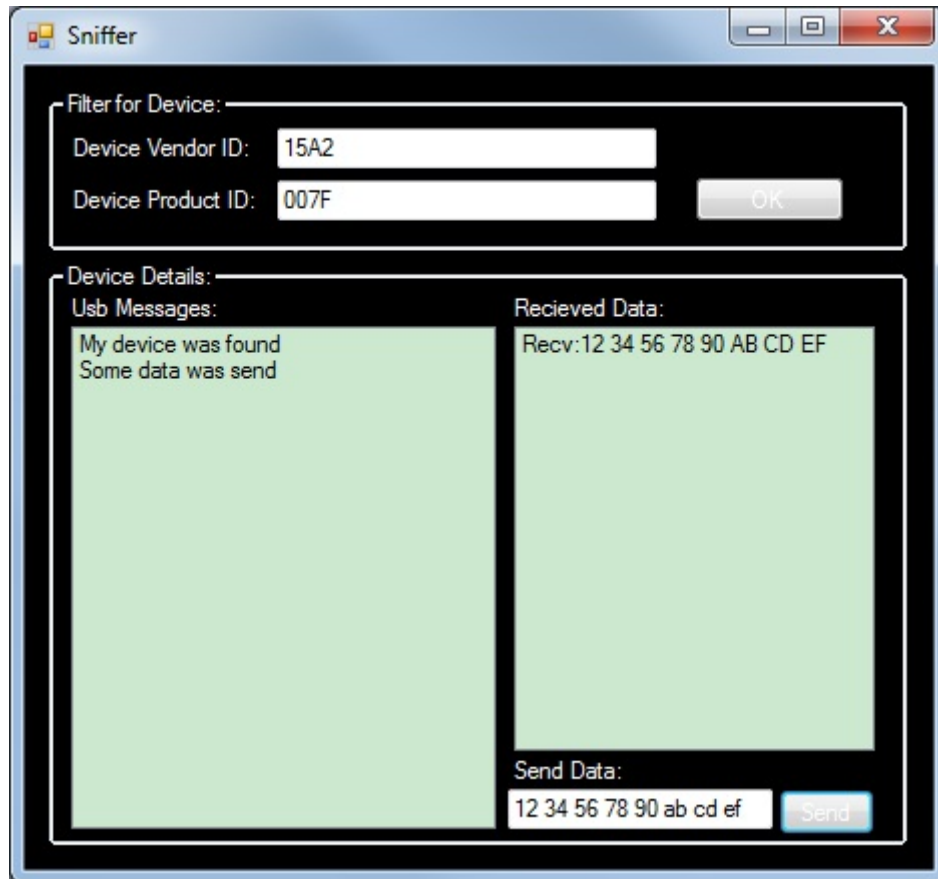 Sniffer
Filter for Device:
Device Vendor ID: 15A2
Device Product ID: 007F OK
Device Details:
Usb Messages:
My device was found
Some data was send
Recieved Data:
Recv:12 34 56 78 90 AB CD EF
Send Data:
12 34 56 78 90 ab cd ef Send